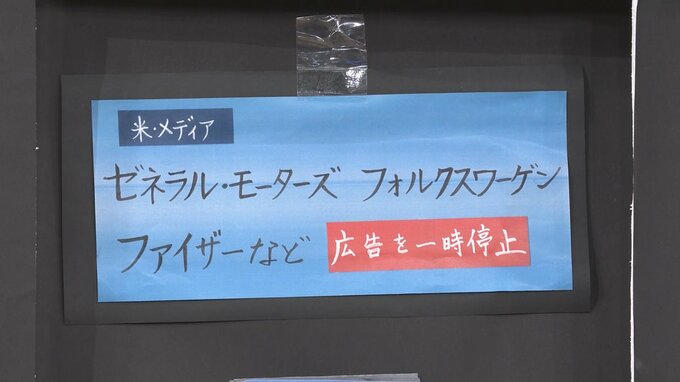 米・メディア
ゼネラル・モーターズ フォルクスワーゲン
ファイザーなど 広告を一時停止